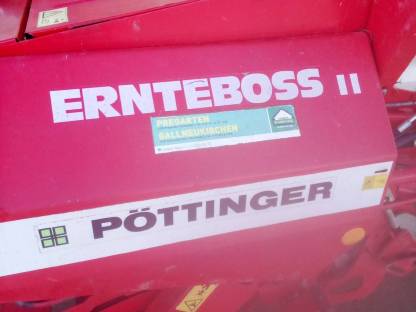 ERNTEBOSS II
PREGARTEN
GALLNEUKIRCHEN
PÖTTINGER